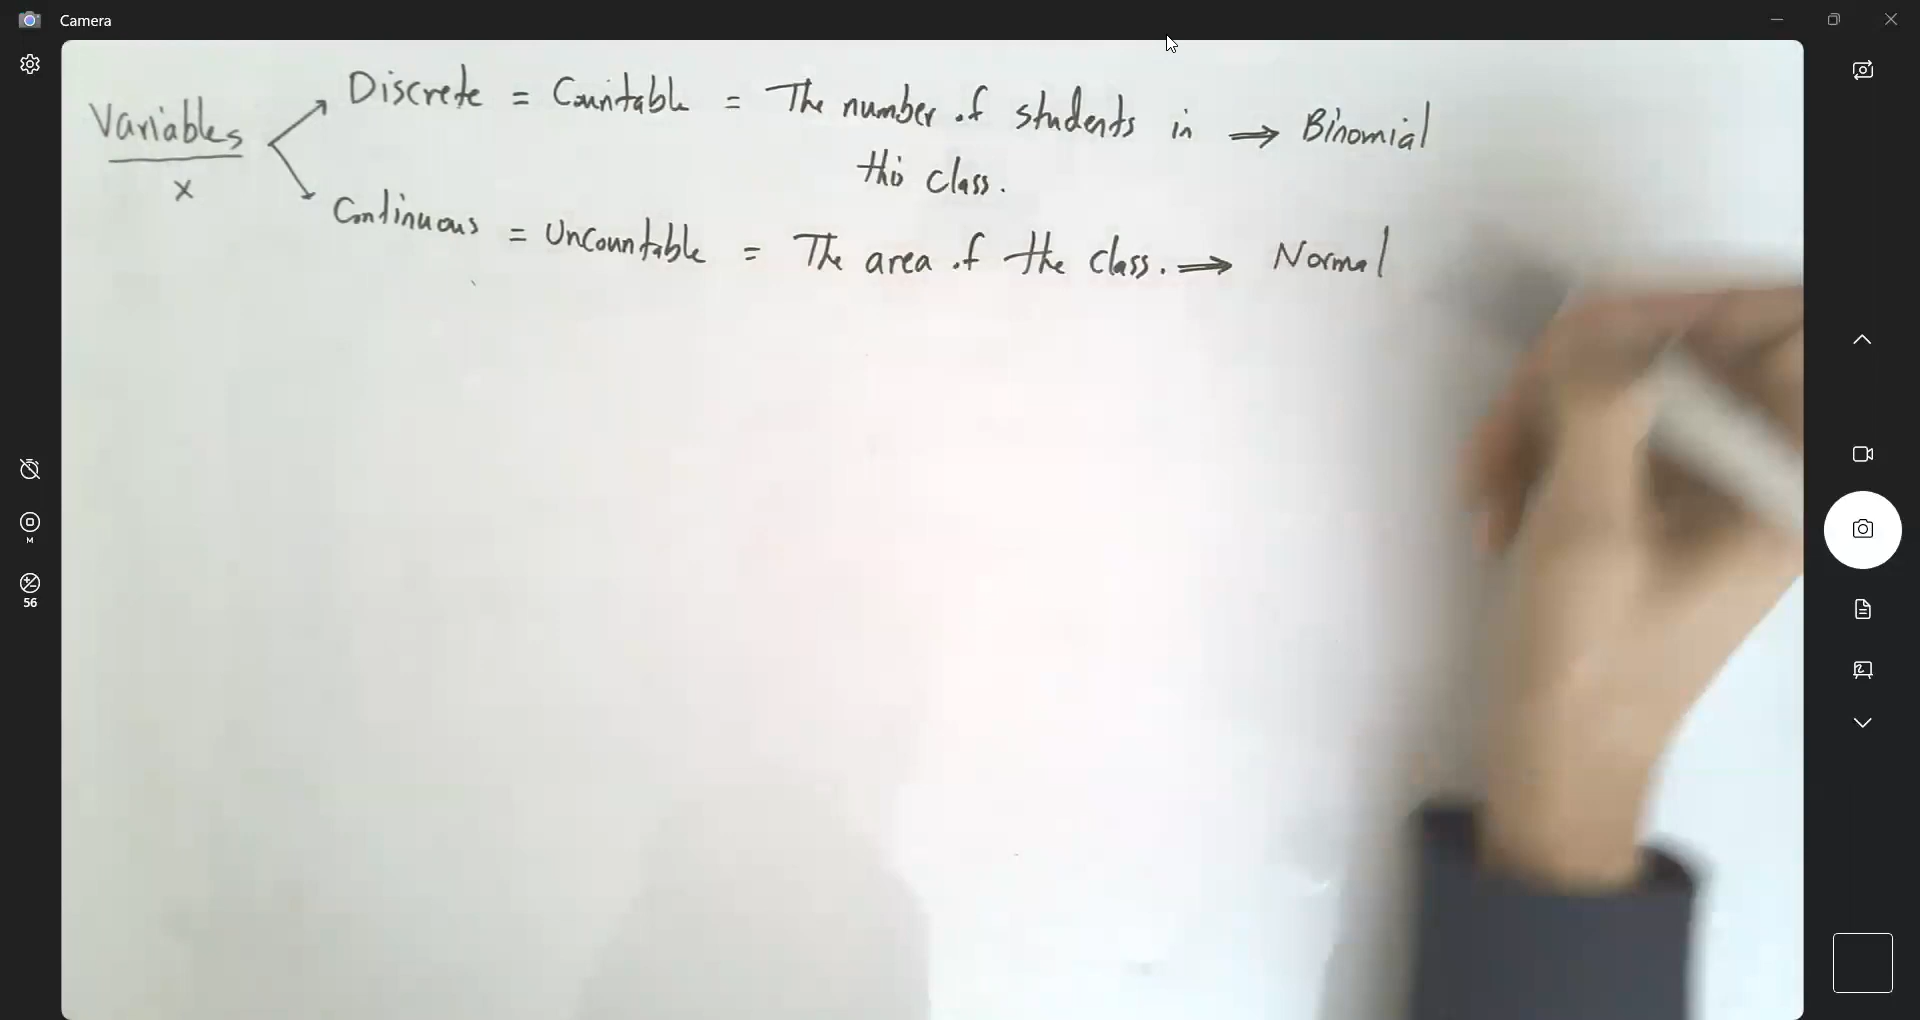 Camera
Variables
x
Discrete = Countable = The number of students in ⇒ Binomial
this class.
Continuous = Uncountable = The area of the class. ⇒ Normal
M
56